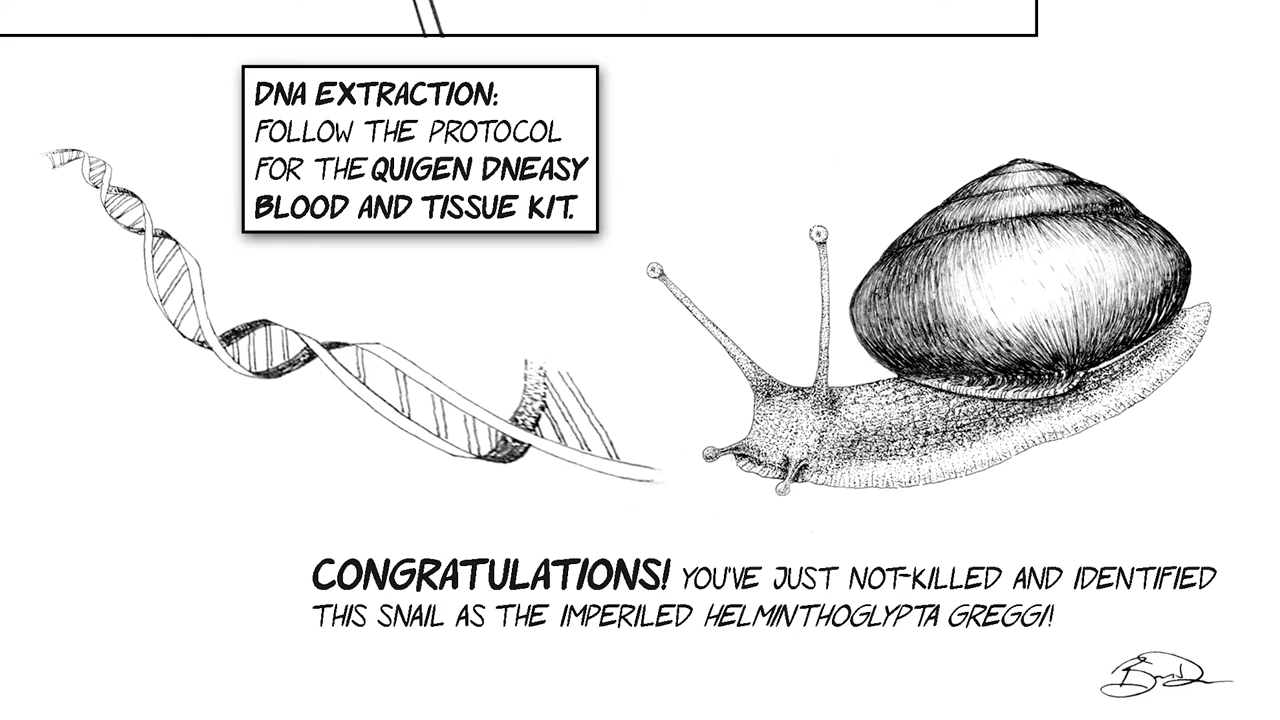 DNA EXTRACTION:
FOLLOW THE PROTOCOL
FOR THE QUIGEN DNEASY
BLOOD AND TISSUE KIT.
CONGRATULATIONS! YOU'VE JUST NOT-KILLED AND IDENTIFIED
THIS SNAIL AS THE IMPERILED HELMINTHOGLYPTA GREGGI!